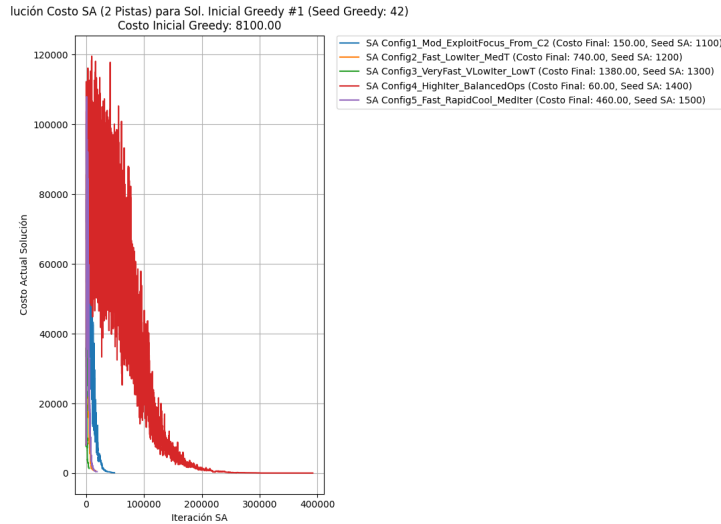 lución Costo SA (2 Pistas) para Sol. Inicial Greedy #1 (Seed Greedy: 42)
Costo Inicial Greedy: 8100.00
SA Config1_Mod_ExploitFocus_From_C2 (Costo Final: 150.00, Seed SA: 1100)
SA Config2_Fast_LowIter_MedT (Costo Final: 740.00, Seed SA: 1200)
SA Config3_VeryFast_VLowIter_LowT (Costo Final: 1380.00, Seed SA: 1300)
SA Config4_HighIter_BalancedOps (Costo Final: 60.00, Seed SA: 1400)
SA Config5_Fast_RapidCool_MedIter (Costo Final: 460.00, Seed SA: 1500)
Costo Actual Solución
120000
100000
80000
60000
40000
20000
0
0 100000 200000 300000 400000
Iteración SA